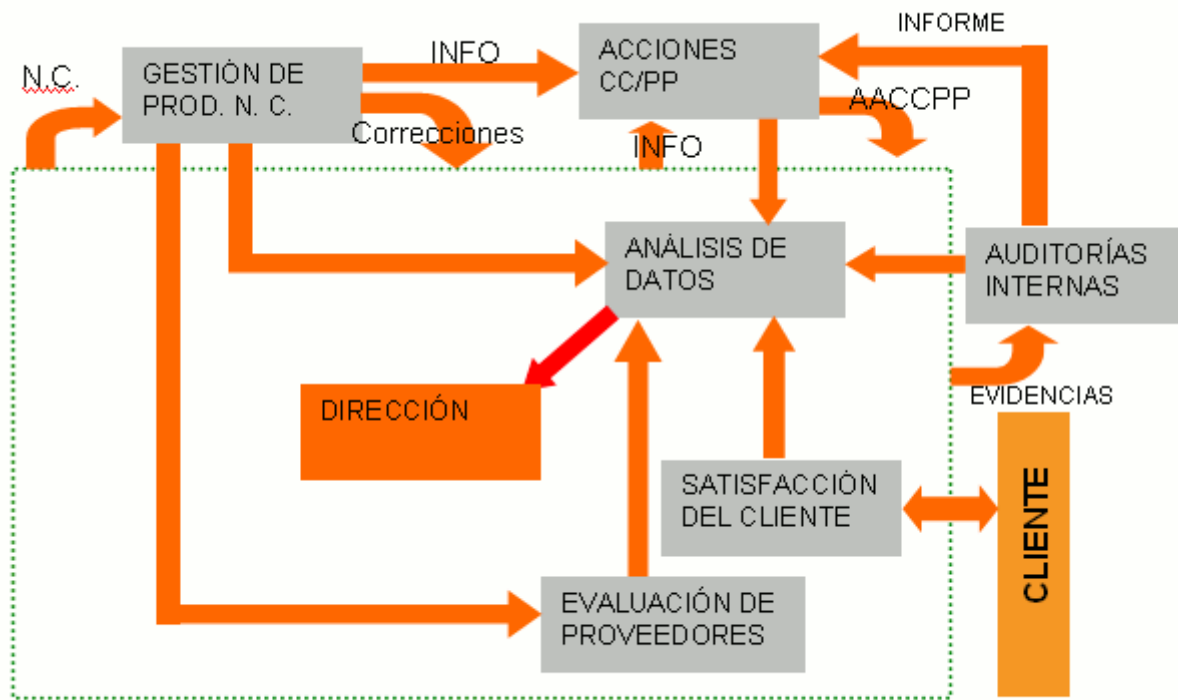 INFORME
INFO
ACCIONES
CC/PP
N.C.
GESTIÓN DE
PROD. N. C.
AACCPP
Correcciones
INFO
ANÁLISIS DE
DATOS
AUDITORÍAS
INTERNAS
EVIDENCIAS
DIRECCIÓN
SATISFACCIÓN
DEL CLIENTE
CLIENTE
EVALUACIÓN DE
PROVEEDORES